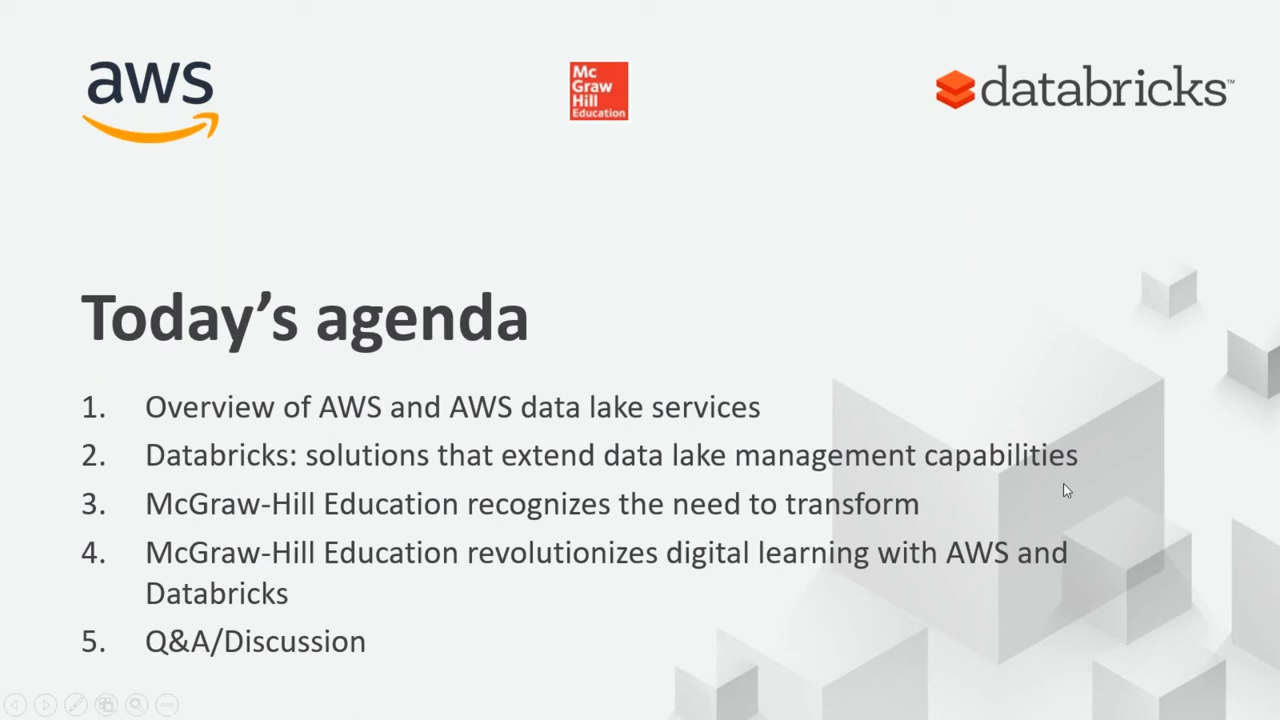 aws
Mc
Graw
Hill
Education
databricks™
Today’s agenda
1. Overview of AWS and AWS data lake services
2. Databricks: solutions that extend data lake management capabilities
3. McGraw-Hill Education recognizes the need to transform
4. McGraw-Hill Education revolutionizes digital learning with AWS and
Databricks
5. Q&A/Discussion